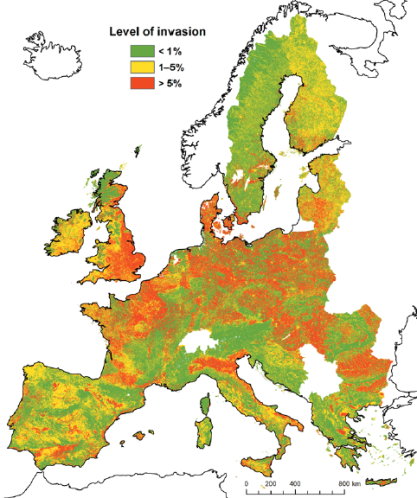 Level of invasion
< 1%
1–5%
> 5%
0 200 400 800 km